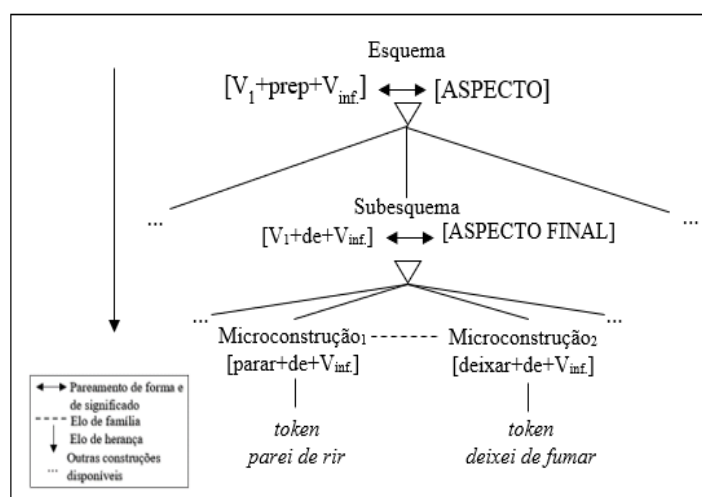 Esquema
[V1+prep+Vinf.] ↔ [ASPECTO]
... ...
Subesquema
[V1+de+Vinf.] ↔ [ASPECTO FINAL]
... ...
Microconstrução1 Microconstrução2
[parar+de+Vinf.] [deixar+de+Vinf.]
token token
parei de rir deixei de fumar
Pareamento de forma e
de significado
Elo de família
Elo de herança
Outras construções
... disponíveis